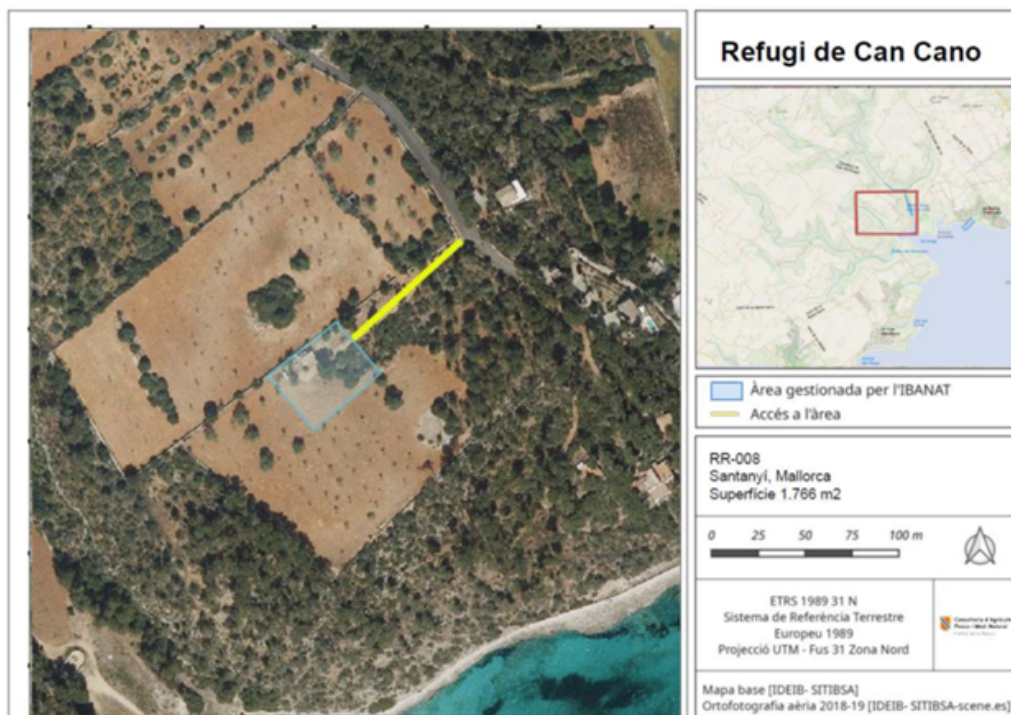 Refugi de Can Cano
Àrea gestionada per l'IBANAT
Accés a l'àrea
RR-008
Santanyí, Mallorca
Superfície 1.766 m2
0 25 50 75 100 m
ETRS 1989 31 N
Sistema de Referència Terrestre
Europeu 1989
Projecció UTM - Fus 31 Zona Nord
Mapa base [IDEIB- SITIBSA]
Ortofotografia aèria 2018-19 [IDEIB- SITIBSA-scene.es]